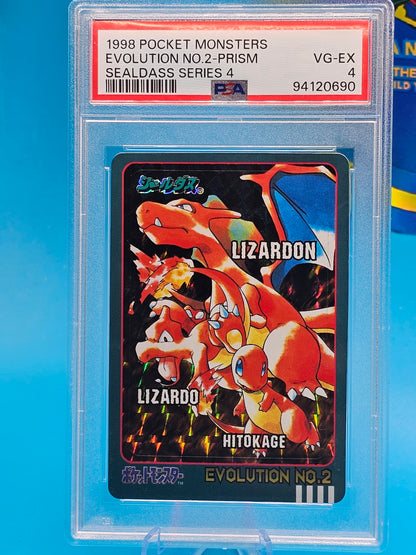 1998 POCKET MONSTERS
EVOLUTION NO.2-PRISM
SEALDASS SERIES 4
VG-EX
4
94120690
PSA
シールダス
LIZARDON
LIZARDO
HITOKAGE
ポケットモンスター
TM
EVOLUTION NO.2